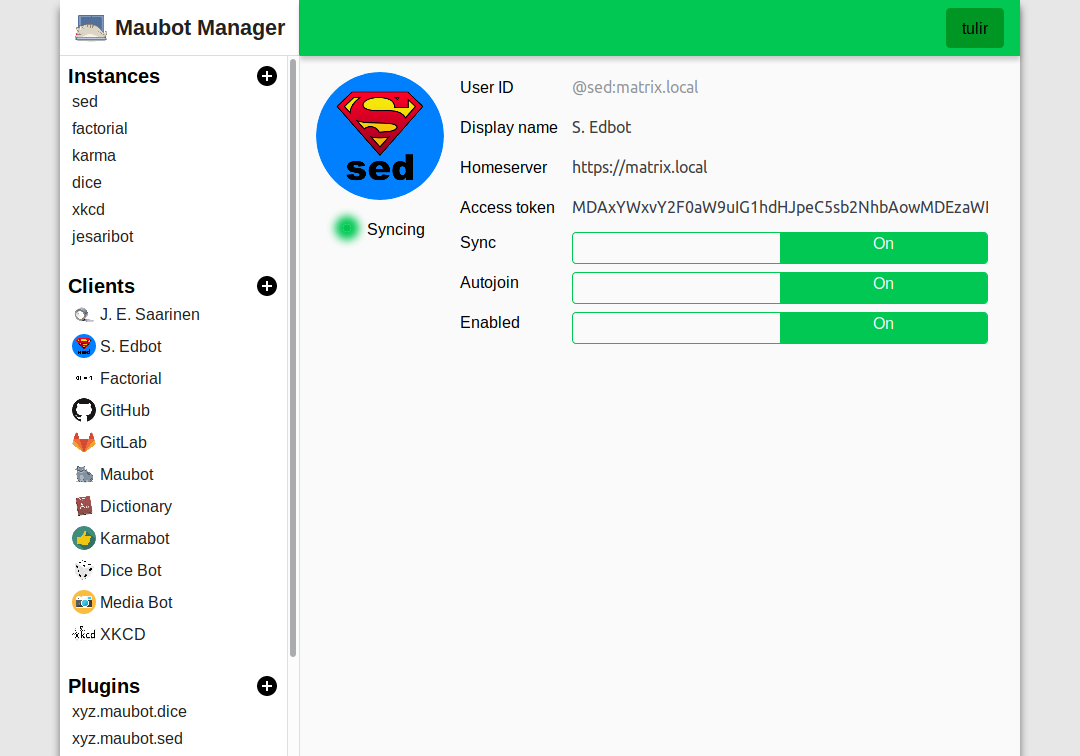 Maubot Manager
tulir
Instances
sed
factorial
karma
dice
xkcd
jesaribot
Clients
J. E. Saarinen
S. Edbot
Factorial
GitHub
GitLab
Maubot
Dictionary
Karmabot
Dice Bot
Media Bot
xkcd XKCD
Plugins
xyz.maubot.dice
xyz.maubot.sed
sed
Syncing
User ID @sed:matrix.local
Display name S. Edbot
Homeserver https://matrix.local
Access token
Sync On
Autojoin On
Enabled On